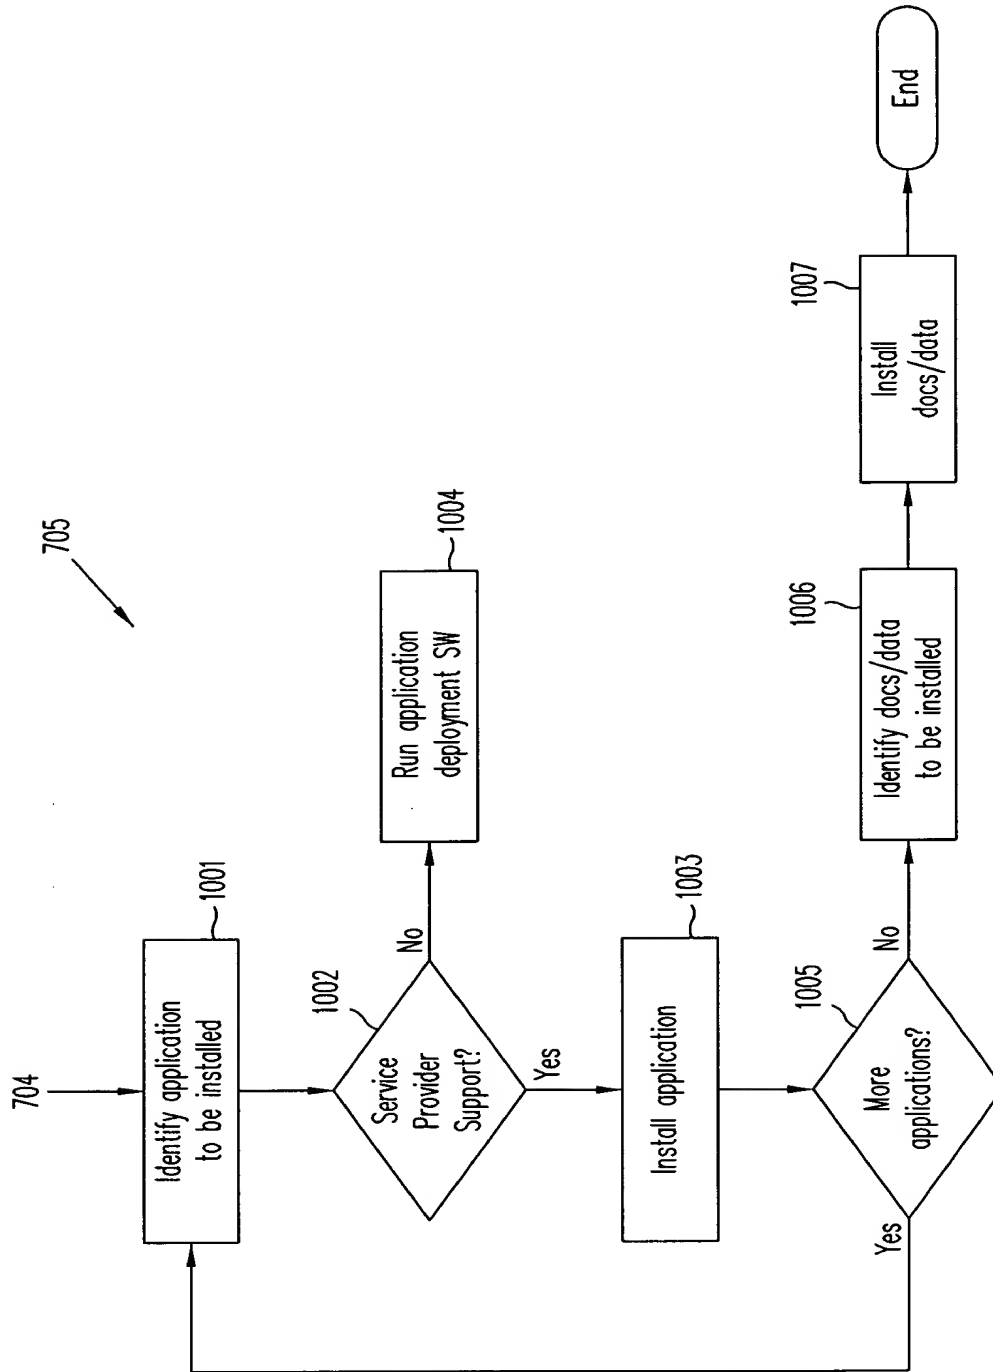 705
704
Identify application
to be installed
1001
Service
Provider
Support?
1002
No
Run application
deployment SW
1004
Yes
Install application
1003
More
applications?
1005
Yes
No
Identify docs/data
to be installed
1006
Install
docs/data
1007
End